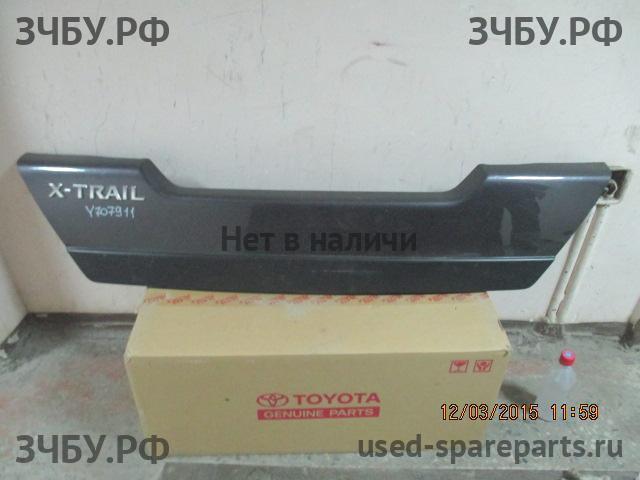 ЗЧБУ.РФ
ЗЧБУ.РФ
X-TRAIL
Y707911
Нет в наличи
TOYOTA
GENUINE PARTS
12/03/2015 11:59
ЗЧБУ.РФ
used-spareparts.ru